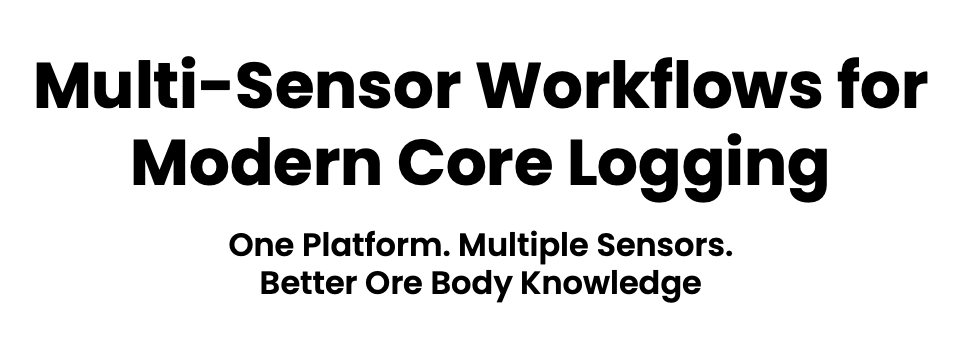 Multi-Sensor Workflows for
Modern Core Logging
One Platform. Multiple Sensors.
Better Ore Body Knowledge